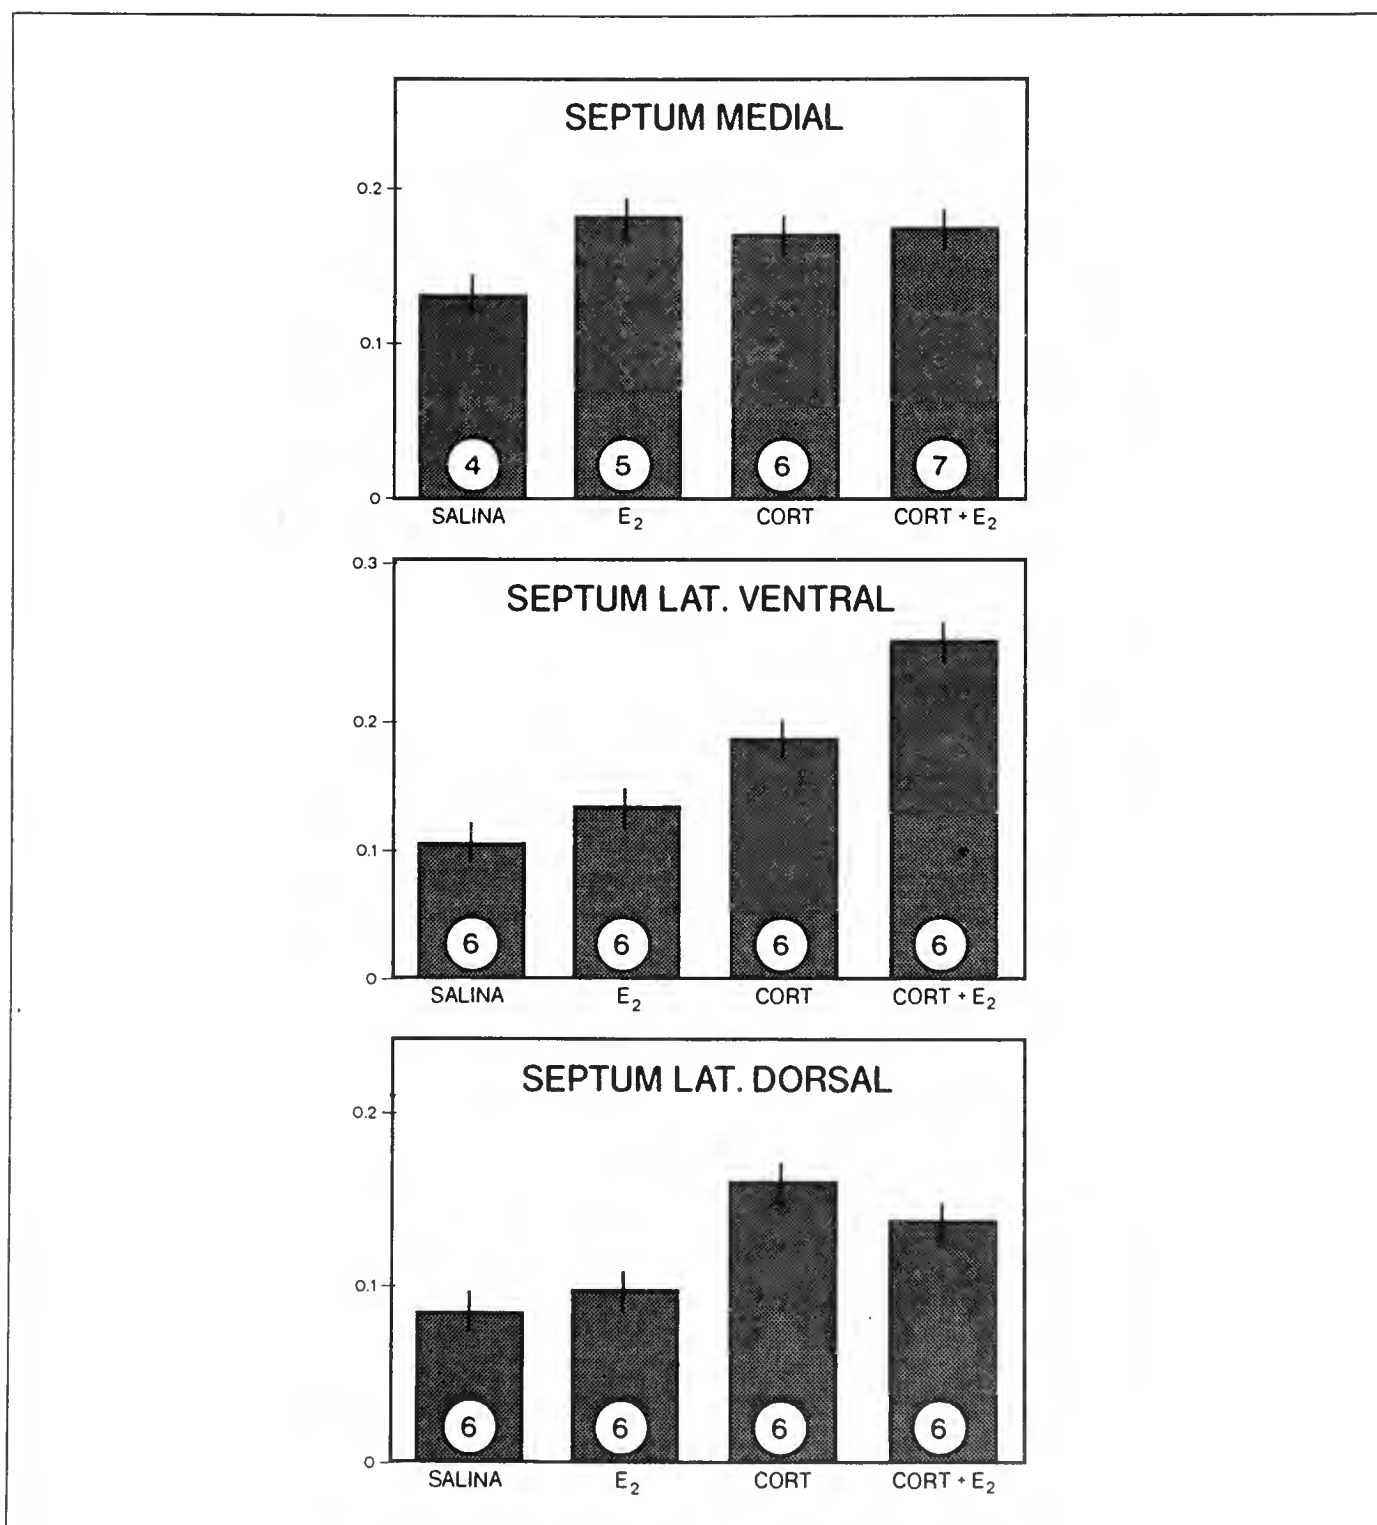 SEPTUM MEDIAL
0.2
0.1
0
4 5 6 7
SALINA E₂ CORT CORT + E₂
0.3
SEPTUM LAT. VENTRAL
0.2
0.1
0
6 6 6 6
SALINA E₂ CORT CORT + E₂
SEPTUM LAT. DORSAL
0.2
0.1
0
6 6 6 6
SALINA E₂ CORT CORT + E₂